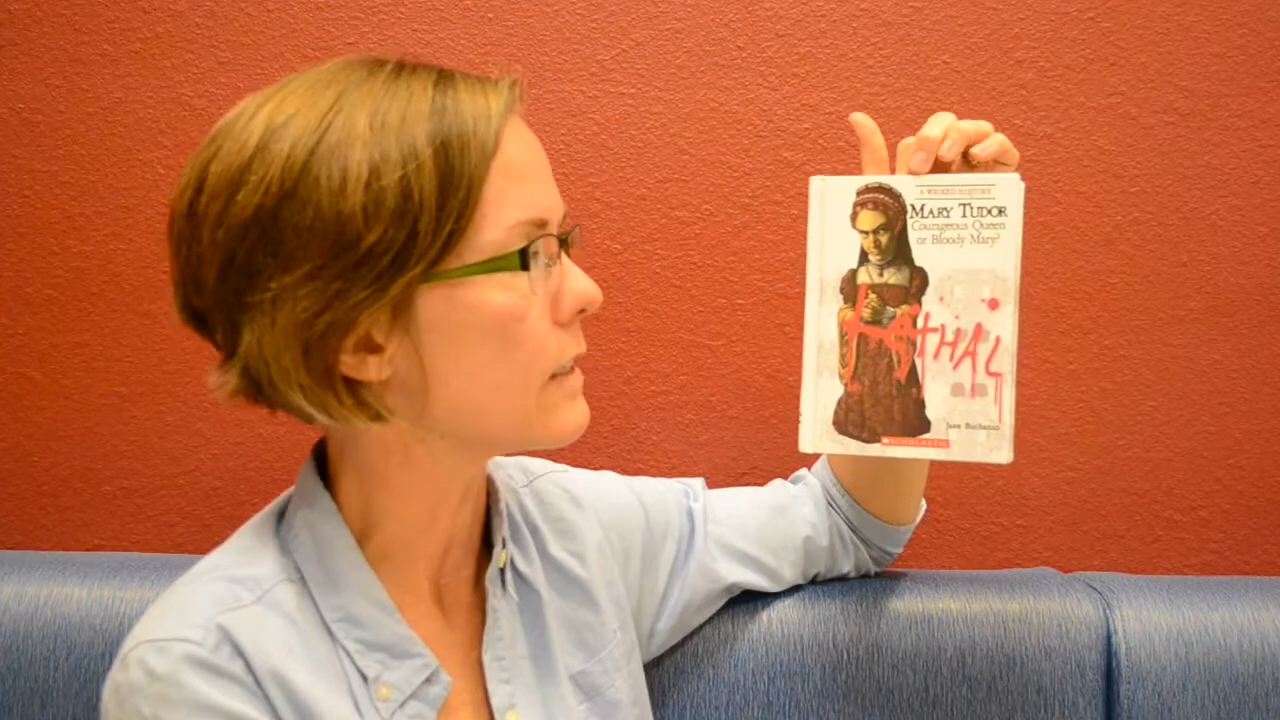 A WICKED HISTORY
MARY TUDOR
Courageous Queen
or Bloody Mary?
LETHAL
Jane Buchanan
SCHOLASTIC